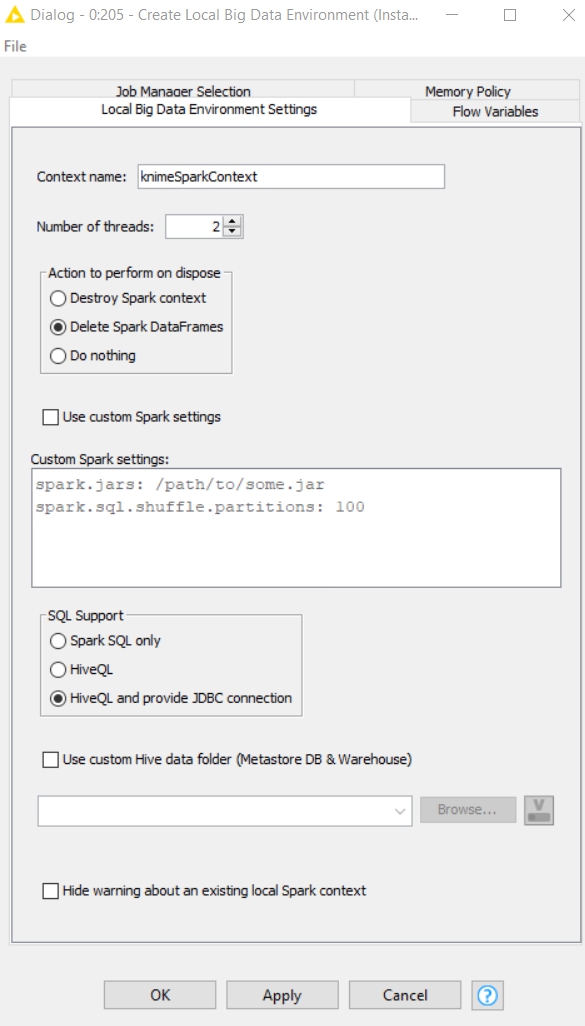 Dialog - 0:205 - Create Local Big Data Environment (Insta...
File
Job Manager Selection
Memory Policy
Local Big Data Environment Settings
Flow Variables
Context name: knimeSparkContext
Number of threads: 2
Action to perform on dispose
Destroy Spark context
Delete Spark DataFrames
Do nothing
Use custom Spark settings
Custom Spark settings:
spark.jars: /path/to/some.jar
spark.sql.shuffle.partitions: 100
SQL Support
Spark SQL only
HiveQL
HiveQL and provide JDBC connection
Use custom Hive data folder (Metastore DB & Warehouse)
Browse... V
Hide warning about an existing local Spark context
OK Apply Cancel ?